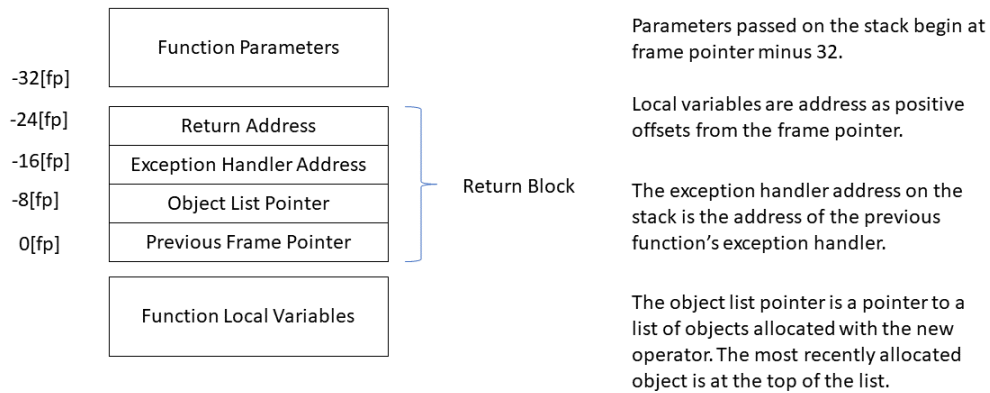 Function Parameters
-32[fp]
-24[fp]
Return Address
-16[fp]
Exception Handler Address
-8[fp]
Object List Pointer
0[fp]
Previous Frame Pointer
Return Block
Function Local Variables
Parameters passed on the stack begin at
frame pointer minus 32.
Local variables are address as positive
offsets from the frame pointer.
The exception handler address on the
stack is the address of the previous
function’s exception handler.
The object list pointer is a pointer to a
list of objects allocated with the new
operator. The most recently allocated
object is at the top of the list.